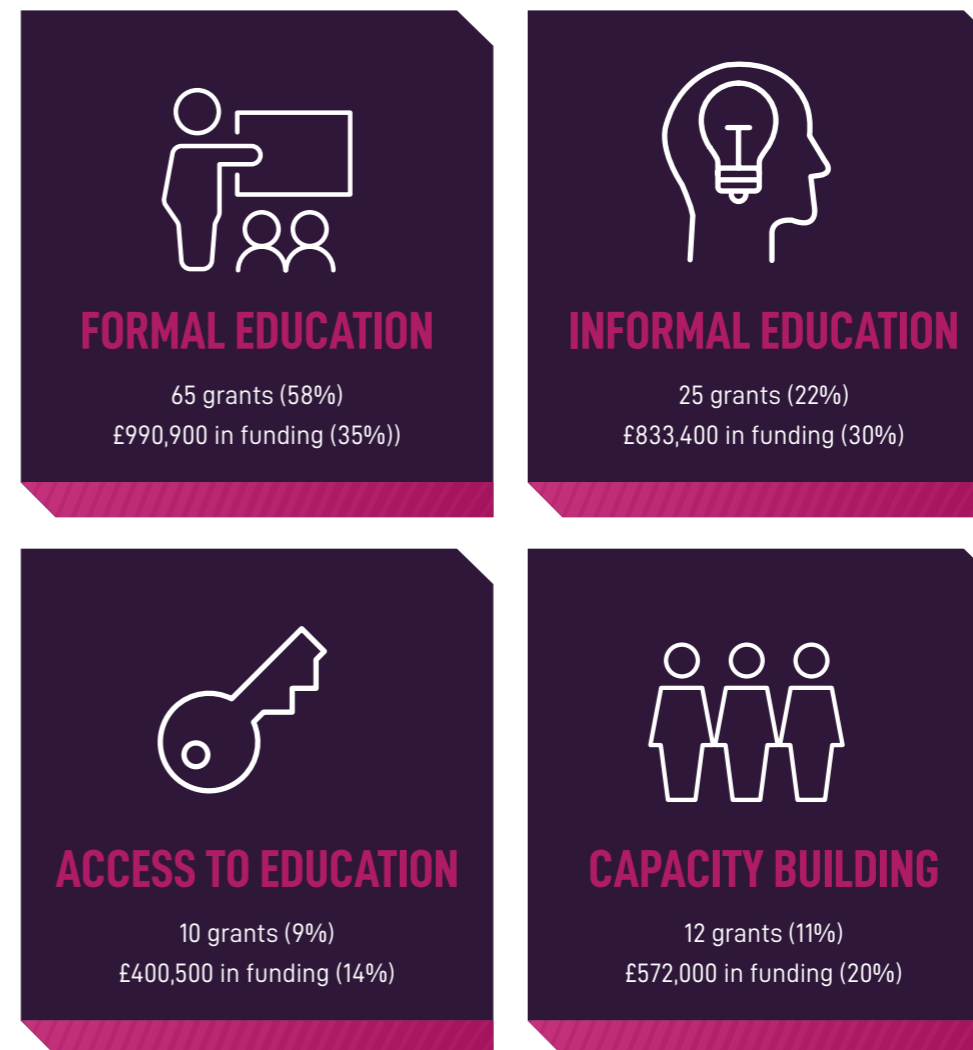 FORMAL EDUCATION
65 grants (58%)
£990,900 in funding (35%))
INFORMAL EDUCATION
25 grants (22%)
£833,400 in funding (30%)
ACCESS TO EDUCATION
10 grants (9%)
£400,500 in funding (14%)
CAPACITY BUILDING
12 grants (11%)
£572,000 in funding (20%)